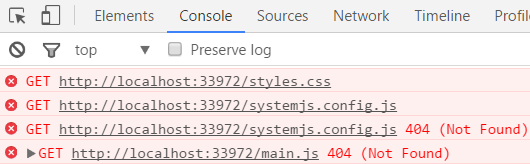 Elements Console Sources Network Timeline Profile
top Preserve log
GET http://localhost:33972/styles.css
GET http://localhost:33972/systemjs.config.js
GET http://localhost:33972/systemjs.config.js 404 (Not Found)
GET http://localhost:33972/main.js 404 (Not Found)